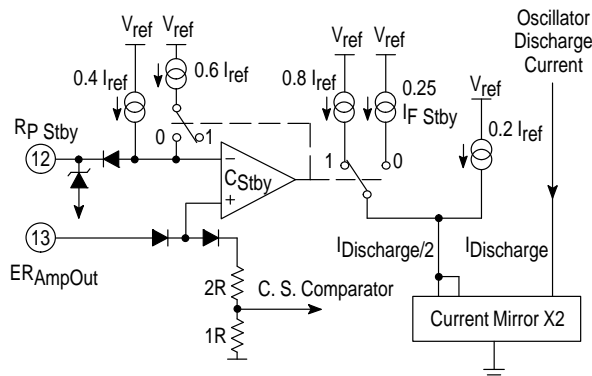 Vref
Vref
0.4 Iref
0.6 Iref
0
1
RP Stby
12
13
ERAmpOut
CStby
−
+
2R
1R
C. S. Comparator
Vref
Vref
0.8 Iref
0.25
IF Stby
1
0
Vref
0.2 Iref
Oscillator
Discharge
Current
IDischarge/2
IDischarge
Current Mirror X2